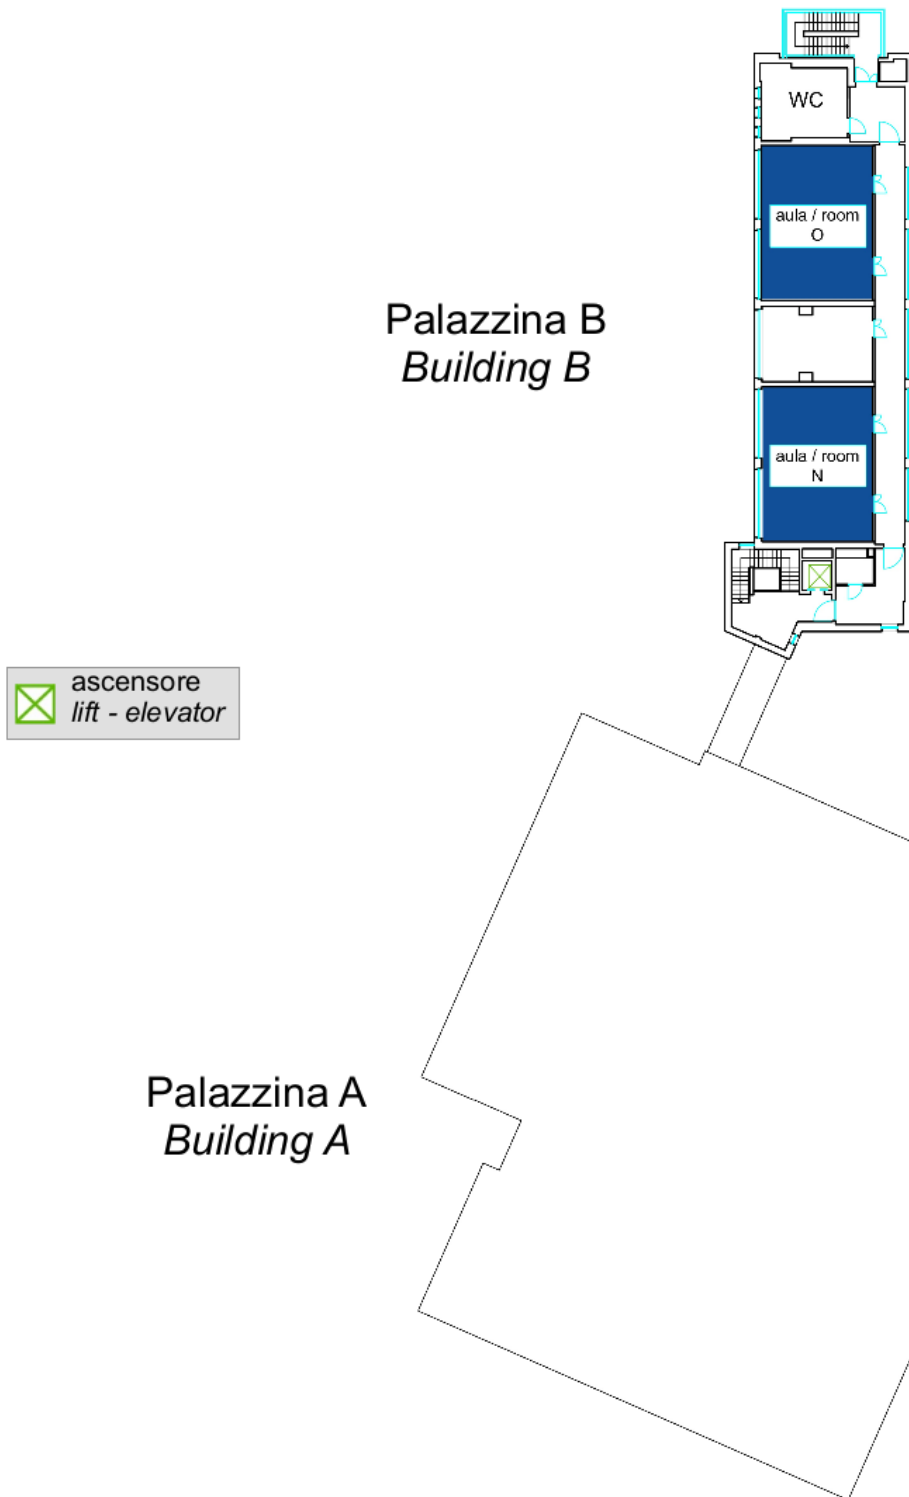 WC
aula / room
O
Palazzina B
Building B
aula / room
N
ascensore
lift - elevator
Palazzina A
Building A